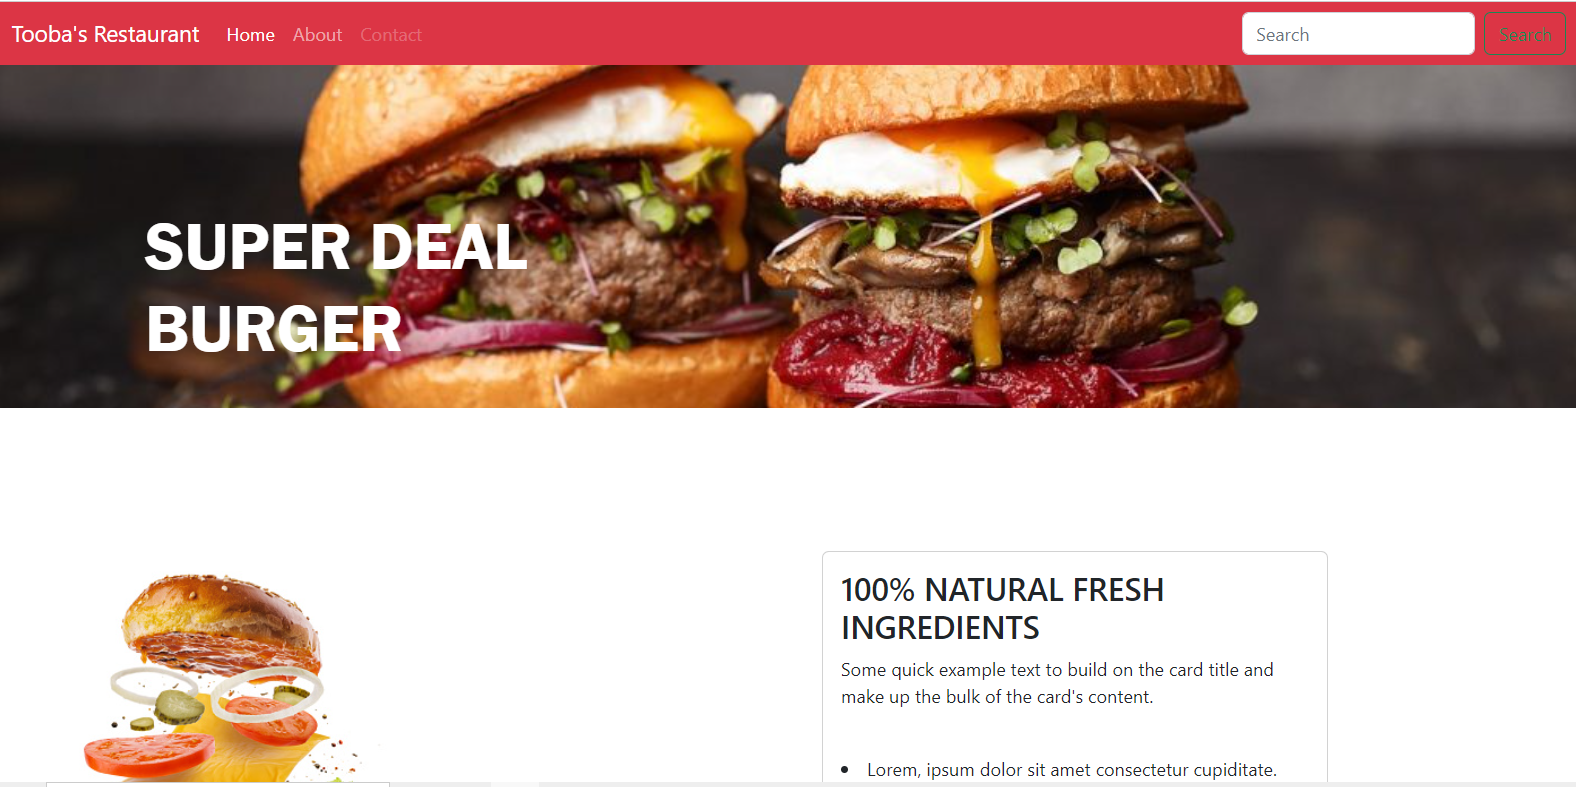 Tooba's Restaurant Home About Contact Search Search
SUPER DEAL
BURGER
100% NATURAL FRESH
INGREDIENTS
Some quick example text to build on the card title and
make up the bulk of the card's content.
• Lorem, ipsum dolor sit amet consectetur cupiditate.